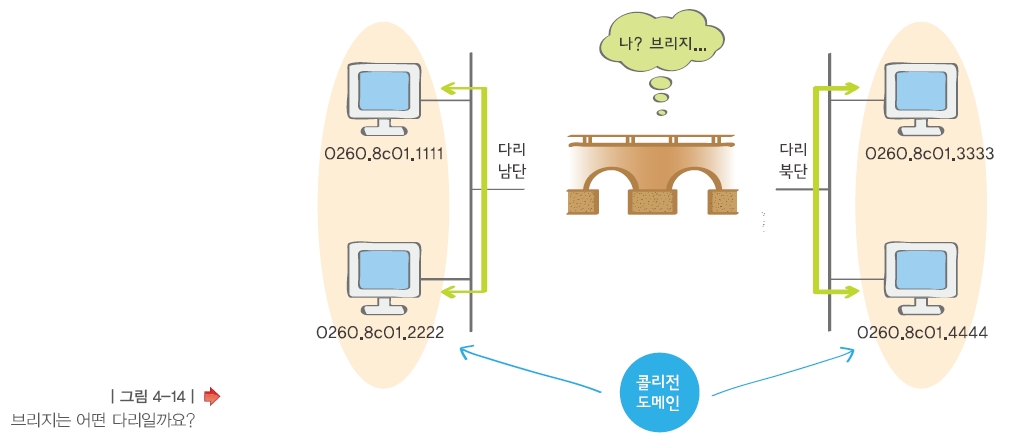 나? 브리지...
0260.8c01.1111
다리
남단
다리
북단
0260.8c01.3333
0260.8c01.2222
0260.8c01.4444
콜리전
도메인
| 그림 4-14 |
브리지는 어떤 다리일까요?